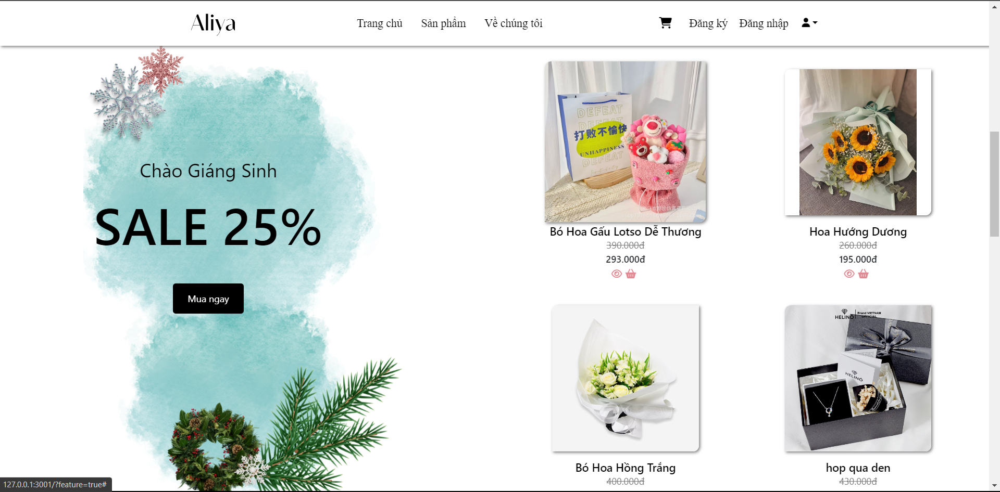 Aliya
Trang chủ
Sản phẩm
Về chúng tôi
Đăng ký
Đăng nhập
Chào Giáng Sinh
SALE 25%
Mua ngay
DEFEAT
打败不愉快
UNHAPPINESS
DEFEAT
Bó Hoa Gấu Lotso Dễ Thương
390.000đ
293.000đ
Hoa Hướng Dương
260.000đ
195.000đ
HELINO
Brand VIETNAM
OFFICIAL
HELINO
Bó Hoa Hồng Trắng
400.000đ
hop qua den
430.000đ
127.0.0.1:3001/?feature=true#